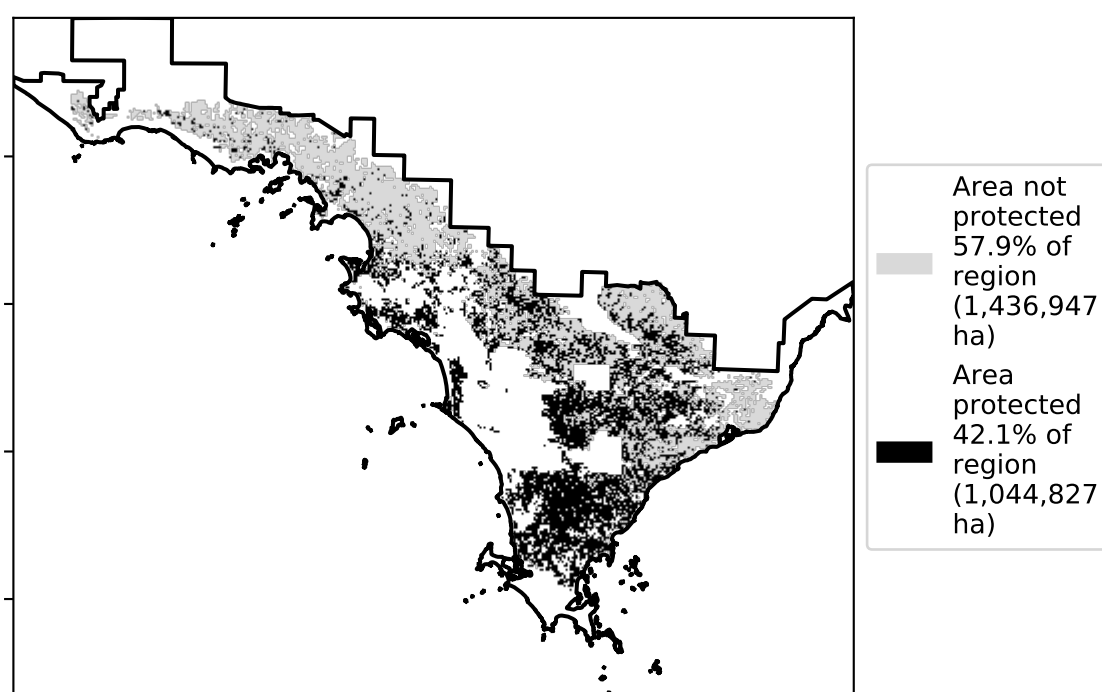 Area not
protected
57.9% of
region
(1,436,947
ha)
Area
protected
42.1% of
region
(1,044,827
ha)